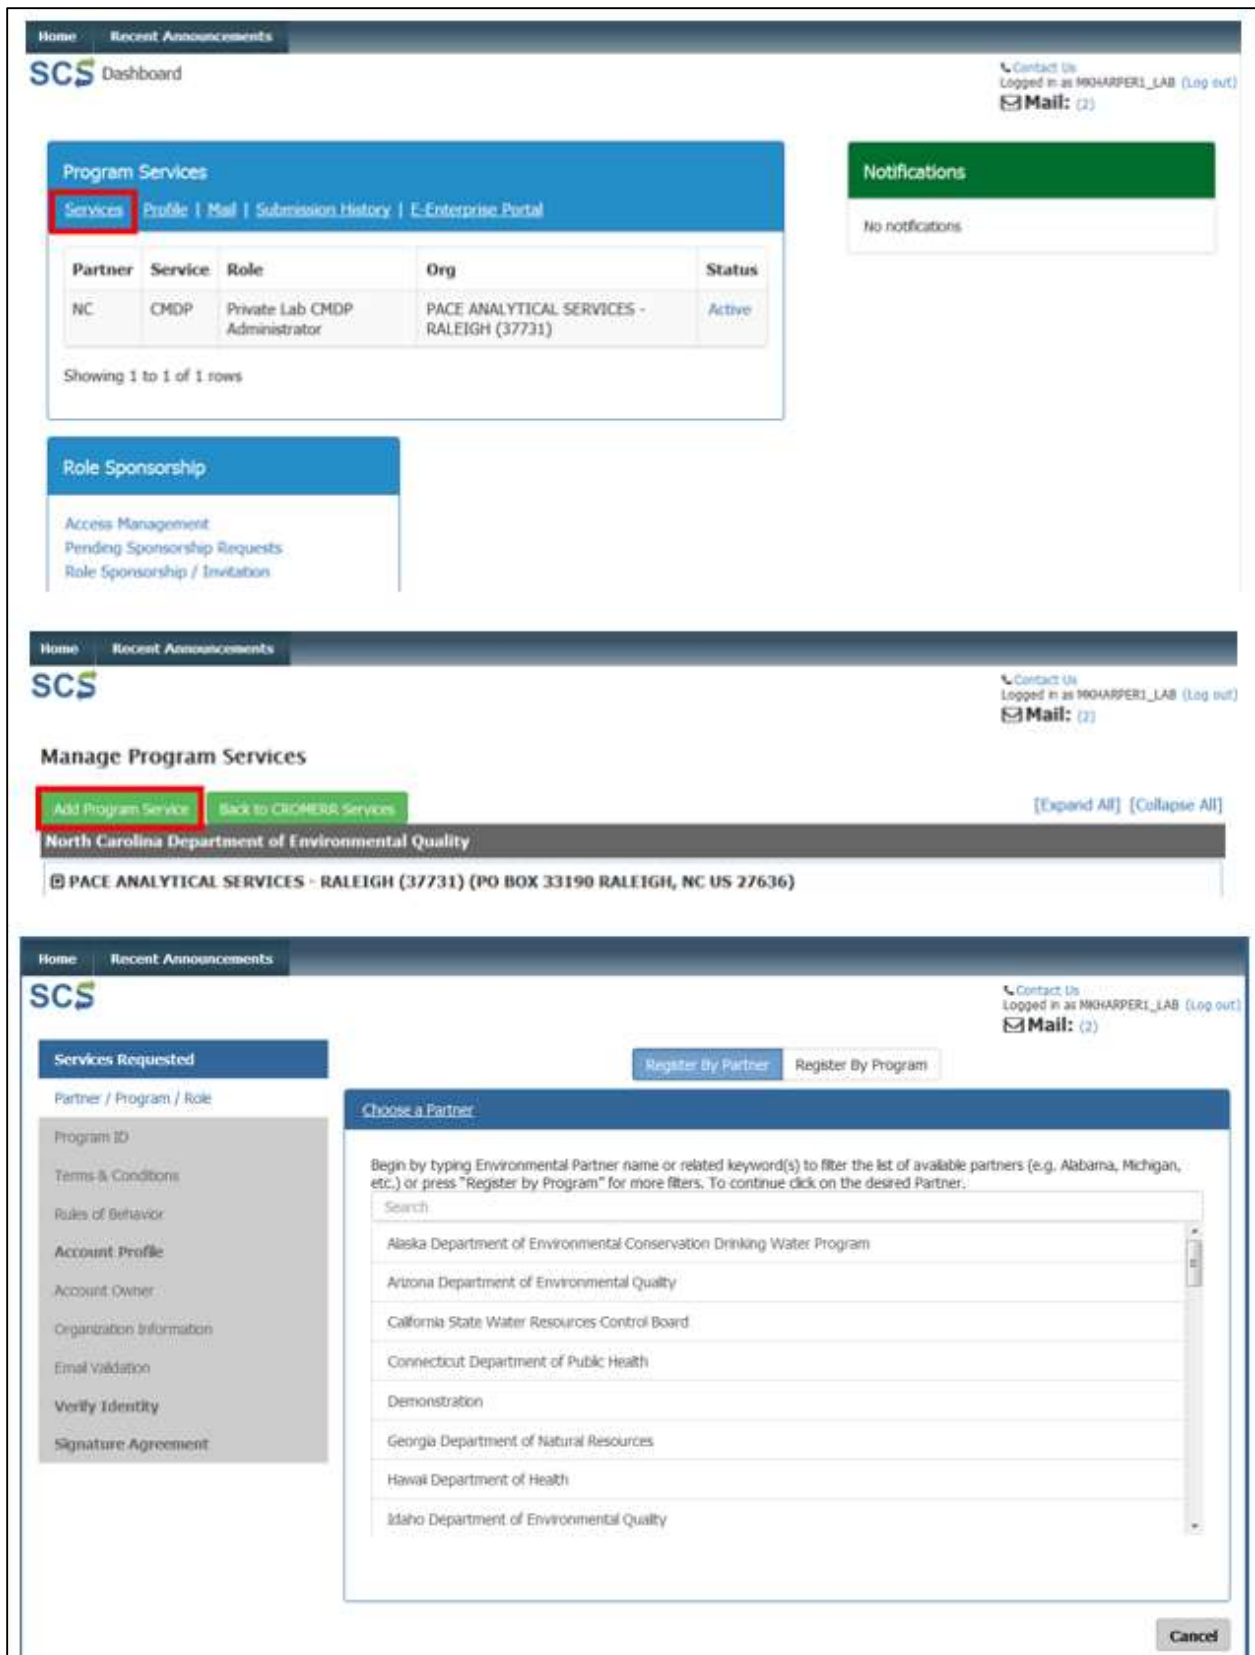 Home Recent Announcements
SCS Dashboard
Contact Us
Logged in as MKHARPER1_LAB (Log out)
Mail: (2)
Program Services
Services Profile | Mail | Submission History | E-Enterprise Portal
Partner Service Role Org Status
NC CMDP Private Lab CMDP Administrator PACE ANALYTICAL SERVICES - RALEIGH (37731) Active
Showing 1 to 1 of 1 rows
Notifications
No notifications
Role Sponsorship
Access Management
Pending Sponsorship Requests
Role Sponsorship / Invitation
Home Recent Announcements
SCS
Contact Us
Logged in as MKHARPER1_LAB (Log out)
Mail: (2)
Manage Program Services
Add Program Service Back to CROMERR Services [Expand All] [Collapse All]
North Carolina Department of Environmental Quality
PACE ANALYTICAL SERVICES - RALEIGH (37731) (PO BOX 33190 RALEIGH, NC US 27636)
Home Recent Announcements
SCS
Contact Us
Logged in as MKHARPER1_LAB (Log out)
Mail: (2)
Services Requested
Partner / Program / Role
Program ID
Terms & Conditions
Rules of Behavior
Account Profile
Account Owner
Organization Information
Email Validation
Verify Identity
Signature Agreement
Register By Partner Register By Program
Choose a Partner
Begin by typing Environmental Partner name or related keyword(s) to filter the list of available partners (e.g. Alabama, Michigan,
etc.) or press "Register by Program" for more filters. To continue click on the desired Partner.
Search
Alaska Department of Environmental Conservation Drinking Water Program
Arizona Department of Environmental Quality
California State Water Resources Control Board
Connecticut Department of Public Health
Demonstration
Georgia Department of Natural Resources
Hawaii Department of Health
Idaho Department of Environmental Quality
Cancel